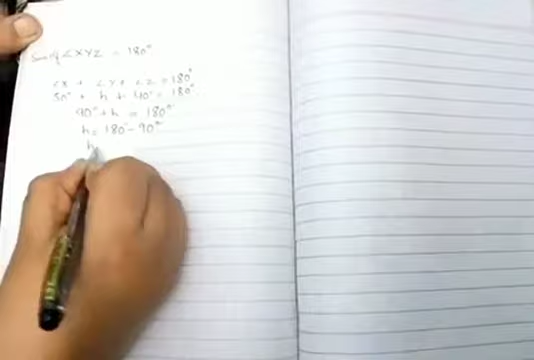 Sum of ∠XYZ = 180°
∠X + ∠Y + ∠Z = 180°
50° + h + 40° = 180°
90° + h = 180°
h = 180° - 90°
h